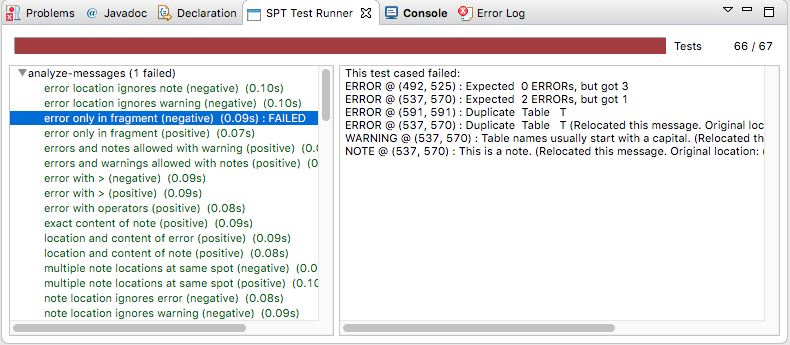 Problems @ Javadoc Declaration SPT Test Runner Console Error Log
Tests 66 / 67
analyze-messages (1 failed)
error location ignores note (negative) (0.10s)
error location ignores warning (negative) (0.10s)
error only in fragment (negative) (0.09s) : FAILED
error only in fragment (positive) (0.07s)
errors and notes allowed with warning (positive) (0.0
errors and warnings allowed with notes (positive) (0.
error with > (negative) (0.09s)
error with > (positive) (0.09s)
error with operators (positive) (0.08s)
exact content of note (positive) (0.09s)
location and content of error (positive) (0.09s)
location and content of note (positive) (0.08s)
multiple note locations at same spot (negative) (0.0
multiple note locations at same spot (positive) (0.10
note location ignores error (negative) (0.08s)
note location ignores warning (negative) (0.09s)
This test cased failed:
ERROR @ (492, 525) : Expected 0 ERRORs, but got 3
ERROR @ (537, 570) : Expected 2 ERRORs, but got 1
ERROR @ (591, 591) : Duplicate Table T
ERROR @ (537, 570) : Duplicate Table T (Relocated this message. Original loc
WARNING @ (537, 570) : Table names usually start with a capital. (Relocated th
NOTE @ (537, 570) : This is a note. (Relocated this message. Original location: (